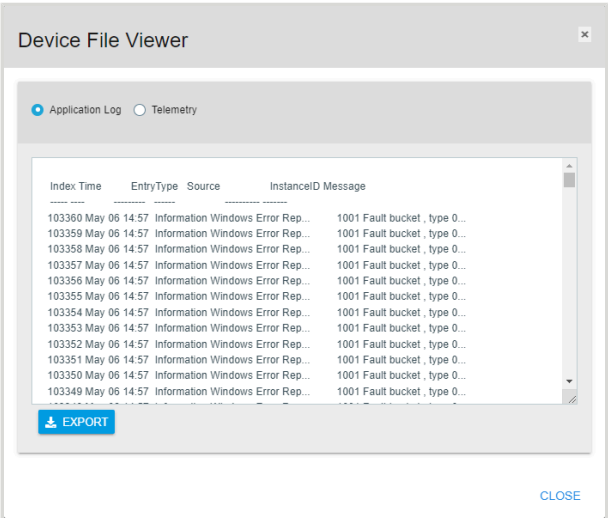 Device File Viewer
×
Application Log Telemetry
Index Time EntryType Source InstanceID Message
----- ---- --------- ------ ---------- -------
103360 May 06 14:57 Information Windows Error Rep... 1001 Fault bucket , type 0...
103359 May 06 14:57 Information Windows Error Rep... 1001 Fault bucket , type 0...
103358 May 06 14:57 Information Windows Error Rep... 1001 Fault bucket , type 0...
103357 May 06 14:57 Information Windows Error Rep... 1001 Fault bucket , type 0...
103356 May 06 14:57 Information Windows Error Rep... 1001 Fault bucket , type 0...
103355 May 06 14:57 Information Windows Error Rep... 1001 Fault bucket , type 0...
103354 May 06 14:57 Information Windows Error Rep... 1001 Fault bucket , type 0...
103353 May 06 14:57 Information Windows Error Rep... 1001 Fault bucket , type 0...
103352 May 06 14:57 Information Windows Error Rep... 1001 Fault bucket , type 0...
103351 May 06 14:57 Information Windows Error Rep... 1001 Fault bucket , type 0...
103350 May 06 14:57 Information Windows Error Rep... 1001 Fault bucket , type 0...
103349 May 06 14:57 Information Windows Error Rep... 1001 Fault bucket , type 0...
EXPORT
CLOSE